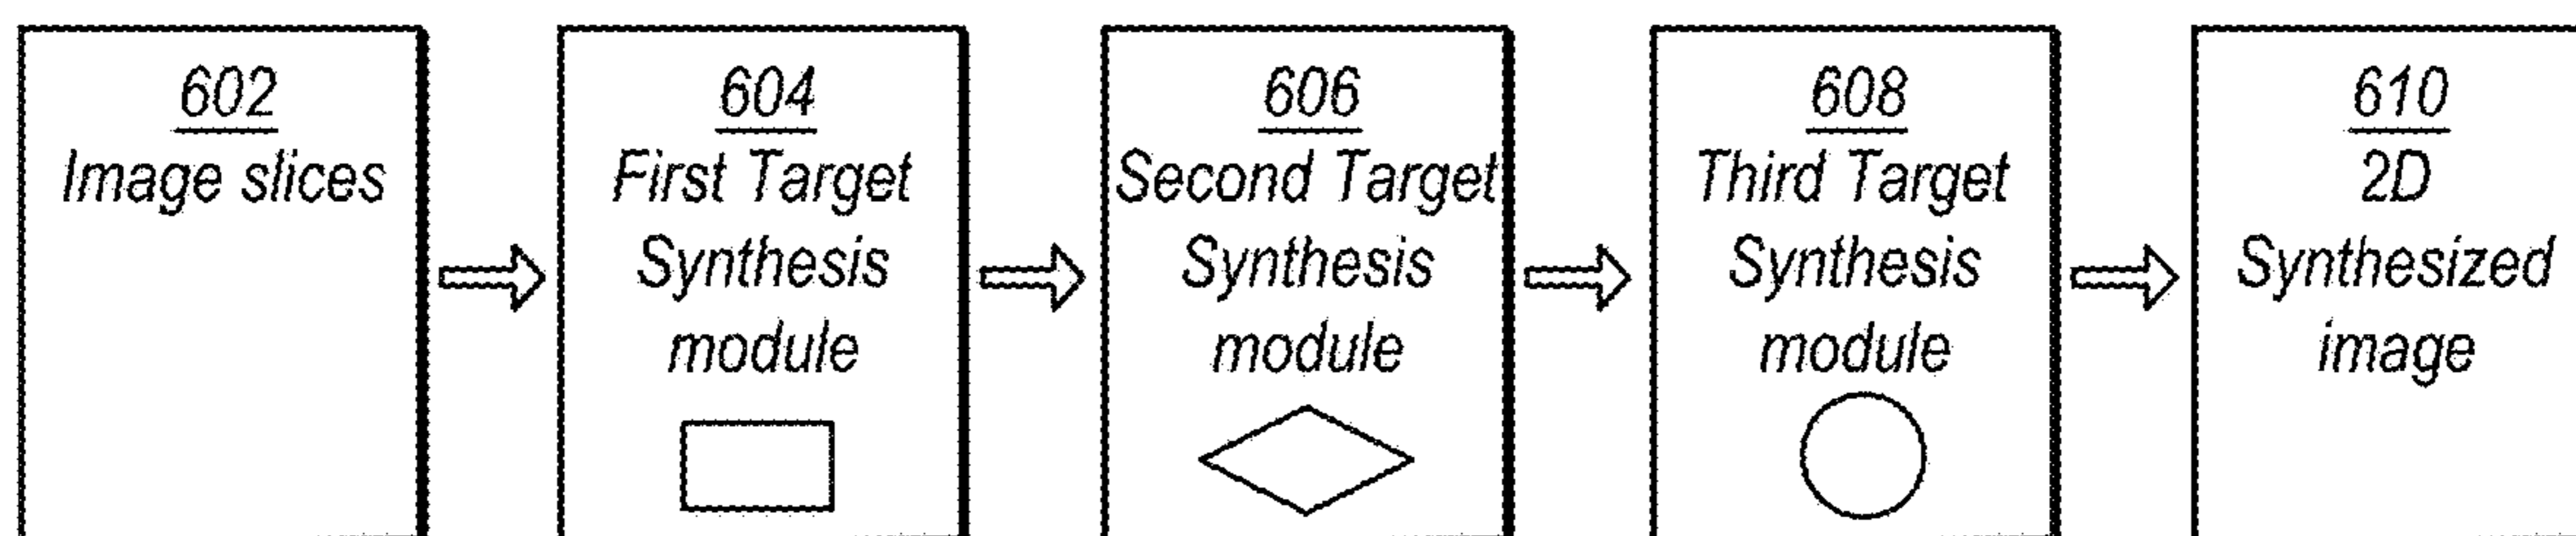 602
Image slices
604
First Target
Synthesis
module
606
Second Target
Synthesis
module
608
Third Target
Synthesis
module
610
2D
Synthesized
image